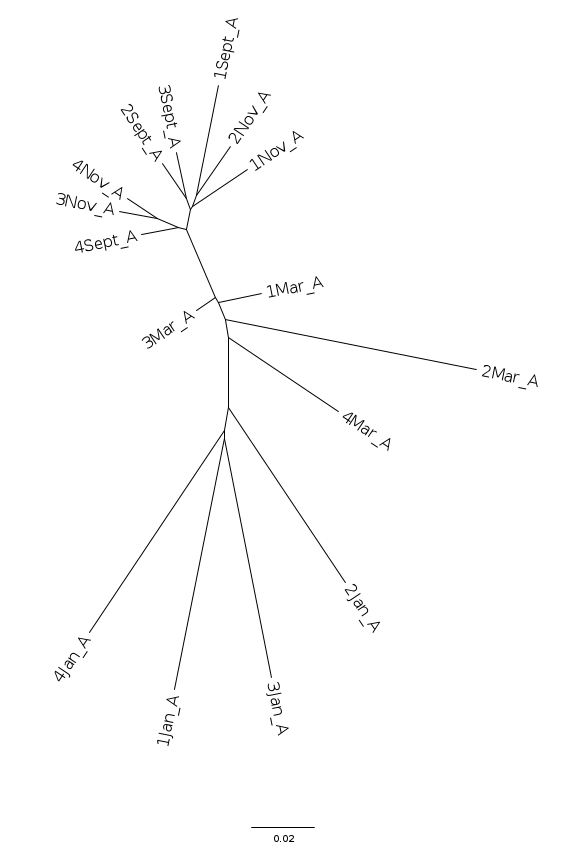 1Sept_A
3Sept_A
2Sept_A
2Nov_A
1Nov_A
4Nov_A
3Nov_A
4Sept_A
1Mar_A
3Mar_A
2Mar_A
4Mar_A
2Jan_A
4Jan_A
3Jan_A
1Jan_A
0.02